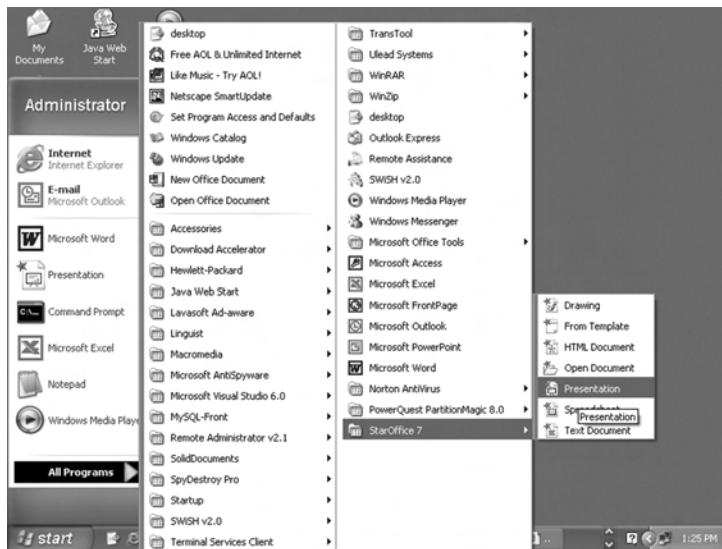 My
Documents
Java Web
Start
Administrator
Internet
Internet Explorer
E-mail
Microsoft Outlook
Microsoft Word
Presentation
Command Prompt
Microsoft Excel
Notepad
Windows Media Playe
All Programs
desktop
Free AOL & Unlimited Internet
Like Music - Try AOL!
Netscape SmartUpdate
Set Program Access and Defaults
Windows Catalog
Windows Update
New Office Document
Open Office Document
Accessories
Download Accelerator
Hewlett-Packard
Java Web Start
Lavasoft Ad-aware
Linguist
Macromedia
Microsoft AntiSpyware
Microsoft Visual Studio 6.0
MySQL-Front
Remote Administrator v2.1
SolidDocuments
SpyDestroy Pro
Startup
SWiSH v2.0
Terminal Services Client
TransTool
Ulead Systems
WinRAR
WinZip
desktop
Outlook Express
Remote Assistance
SWiSH v2.0
Windows Media Player
Windows Messenger
Microsoft Office Tools
Microsoft Access
Microsoft Excel
Microsoft FrontPage
Microsoft Outlook
Microsoft PowerPoint
Microsoft Word
Norton AntiVirus
PowerQuest PartitionMagic 8.0
StarOffice 7
Drawing
From Template
HTML Document
Open Document
Presentation
Presentation
Text Document
start
1:25 PM